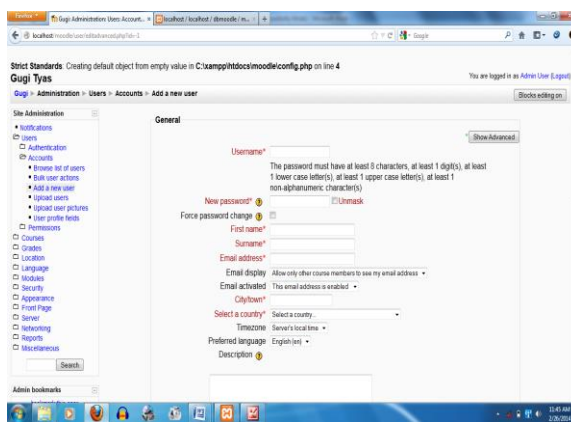 Firefox
Gugi Administration: Users: Account...
localhost / localhost / dbmoodle / m...
localhost/moodle/user/editadvanced.php?id=-1
Google
Strict Standards: Creating default object from empty value in C:\xampp\htdocs\moodle\config.php on line 4
Gugi Tyas
You are logged in as Admin User (Logout)
Gugi ► Administration ► Users ► Accounts ► Add a new user
Blocks editing on
Site Administration
Notifications
Users
Authentication
Accounts
Browse list of users
Bulk user actions
Add a new user
Upload users
Upload user pictures
User profile fields
Permissions
Courses
Grades
Location
Language
Modules
Security
Appearance
Front Page
Server
Networking
Reports
Miscellaneous
Search
Admin bookmarks
General
Show Advanced
Username*
The password must have at least 8 characters, at least 1 digit(s), at least
1 lower case letter(s), at least 1 upper case letter(s), at least 1
non-alphanumeric character(s)
New password* Unmask
Force password change
First name*
Surname*
Email address*
Email display Allow only other course members to see my email address
Email activated This email address is enabled
City/town*
Select a country* Select a country...
Timezone Server's local time
Preferred language English (en)
Description
11:45 AM
2/26/2014